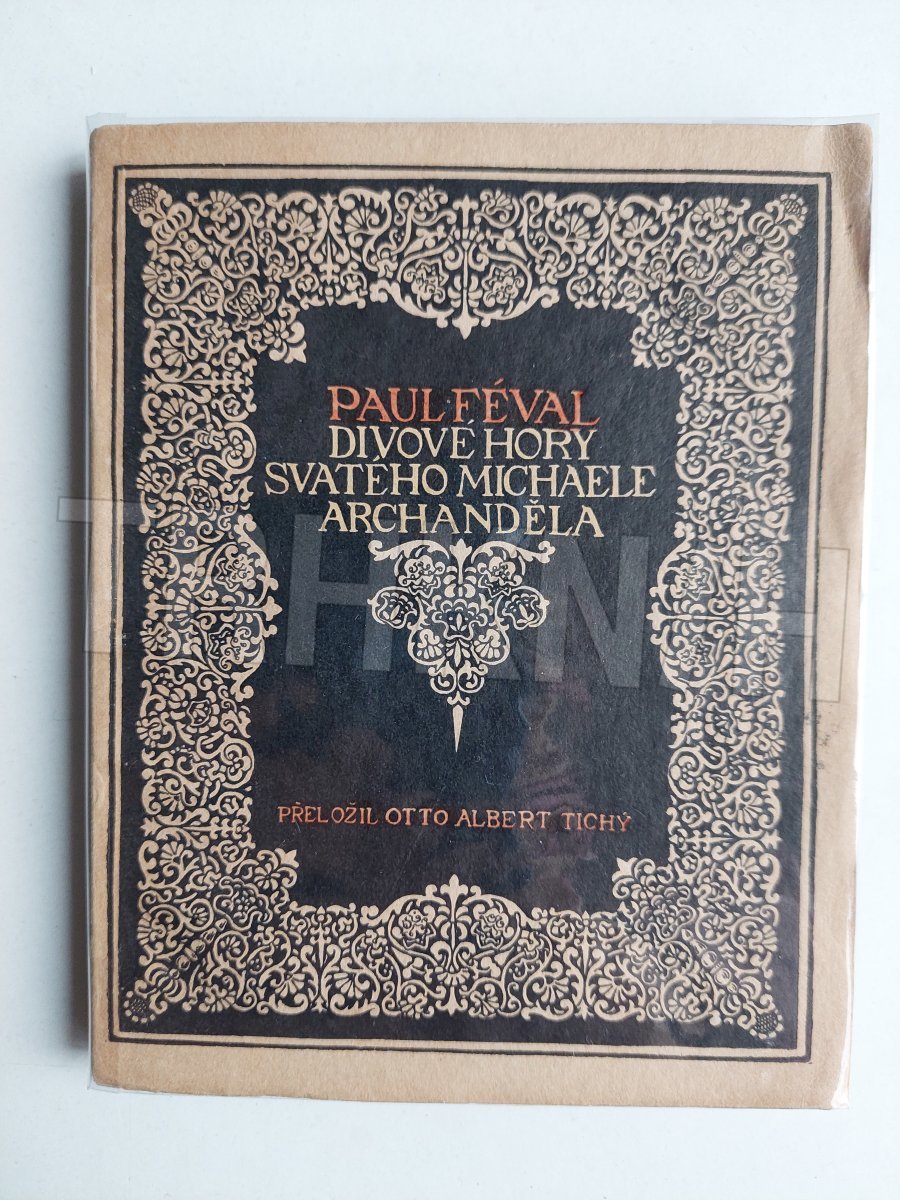 PAUL·FÉVAL
DIVOVÉ HORY
SVATÉHO MICHAELE
ARCHANDĚLA
PŘELOŽIL OTTO ALBERT TICHÝ